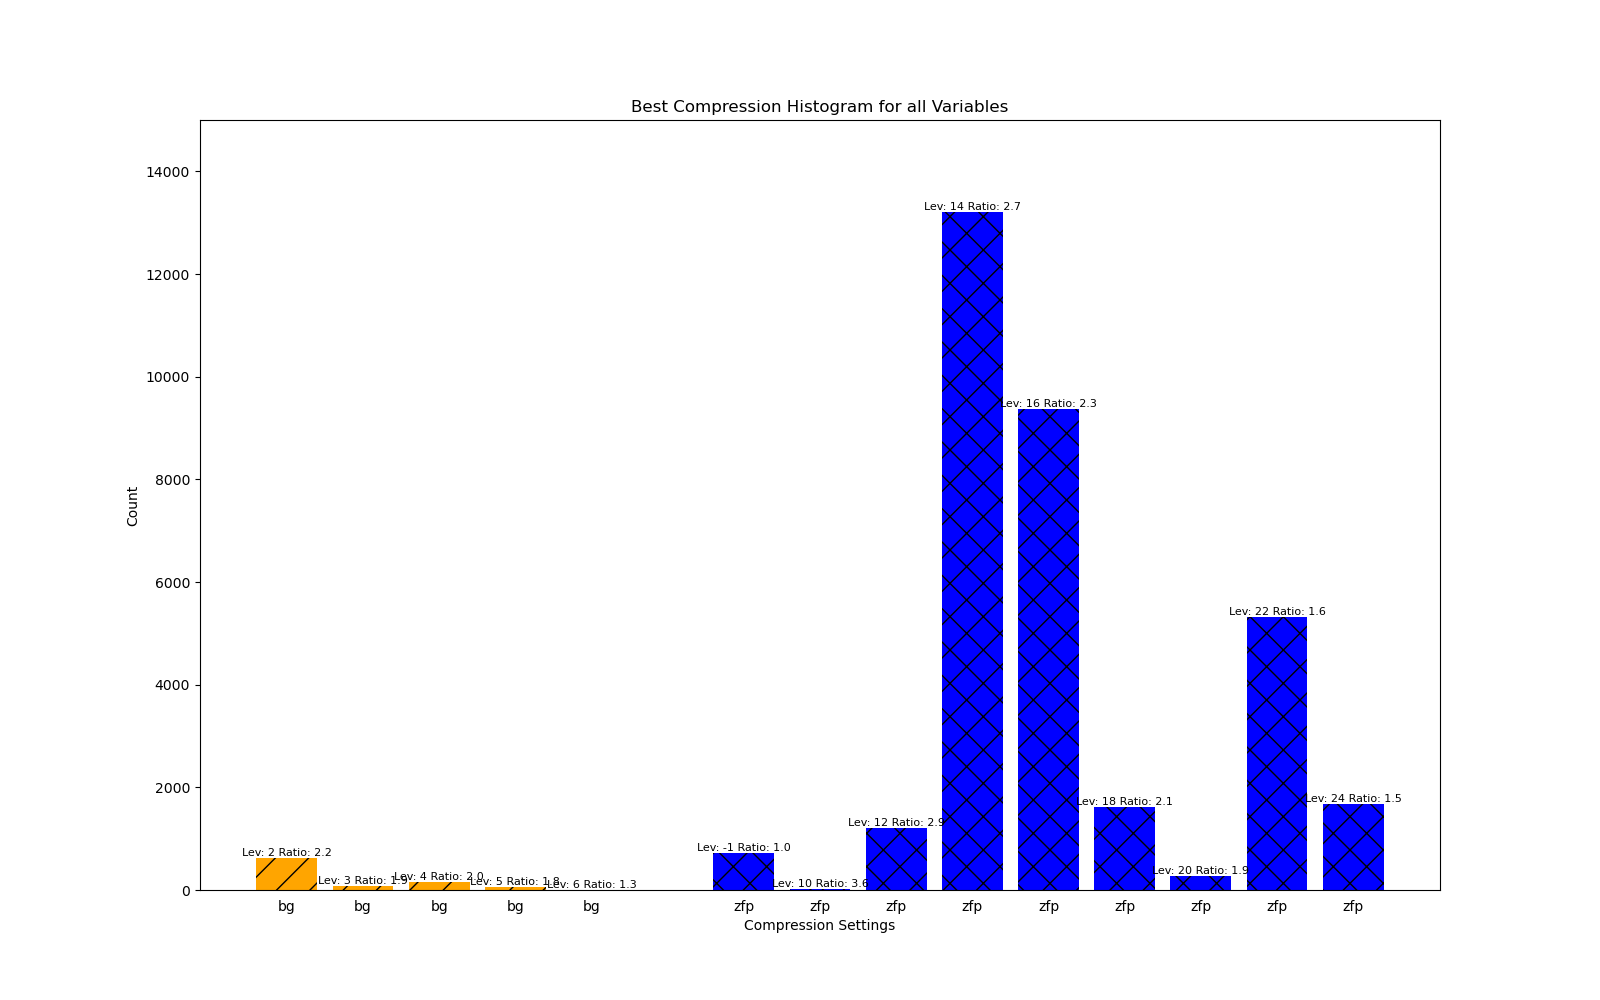 Best Compression Histogram for all Variables
14000
12000
10000
8000
6000
4000
2000
0
Count
Lev: 2 Ratio: 2.2
Lev: 3 Ratio: 1.9
Lev: 4 Ratio: 2.0
Lev: 5 Ratio: 1.8
Lev: 6 Ratio: 1.3
Lev: -1 Ratio: 1.0
Lev: 10 Ratio: 3.6
Lev: 12 Ratio: 2.9
Lev: 14 Ratio: 2.7
Lev: 16 Ratio: 2.3
Lev: 18 Ratio: 2.1
Lev: 20 Ratio: 1.9
Lev: 22 Ratio: 1.6
Lev: 24 Ratio: 1.5
bg bg bg bg bg zfp zfp zfp zfp zfp zfp zfp zfp zfp
Compression Settings